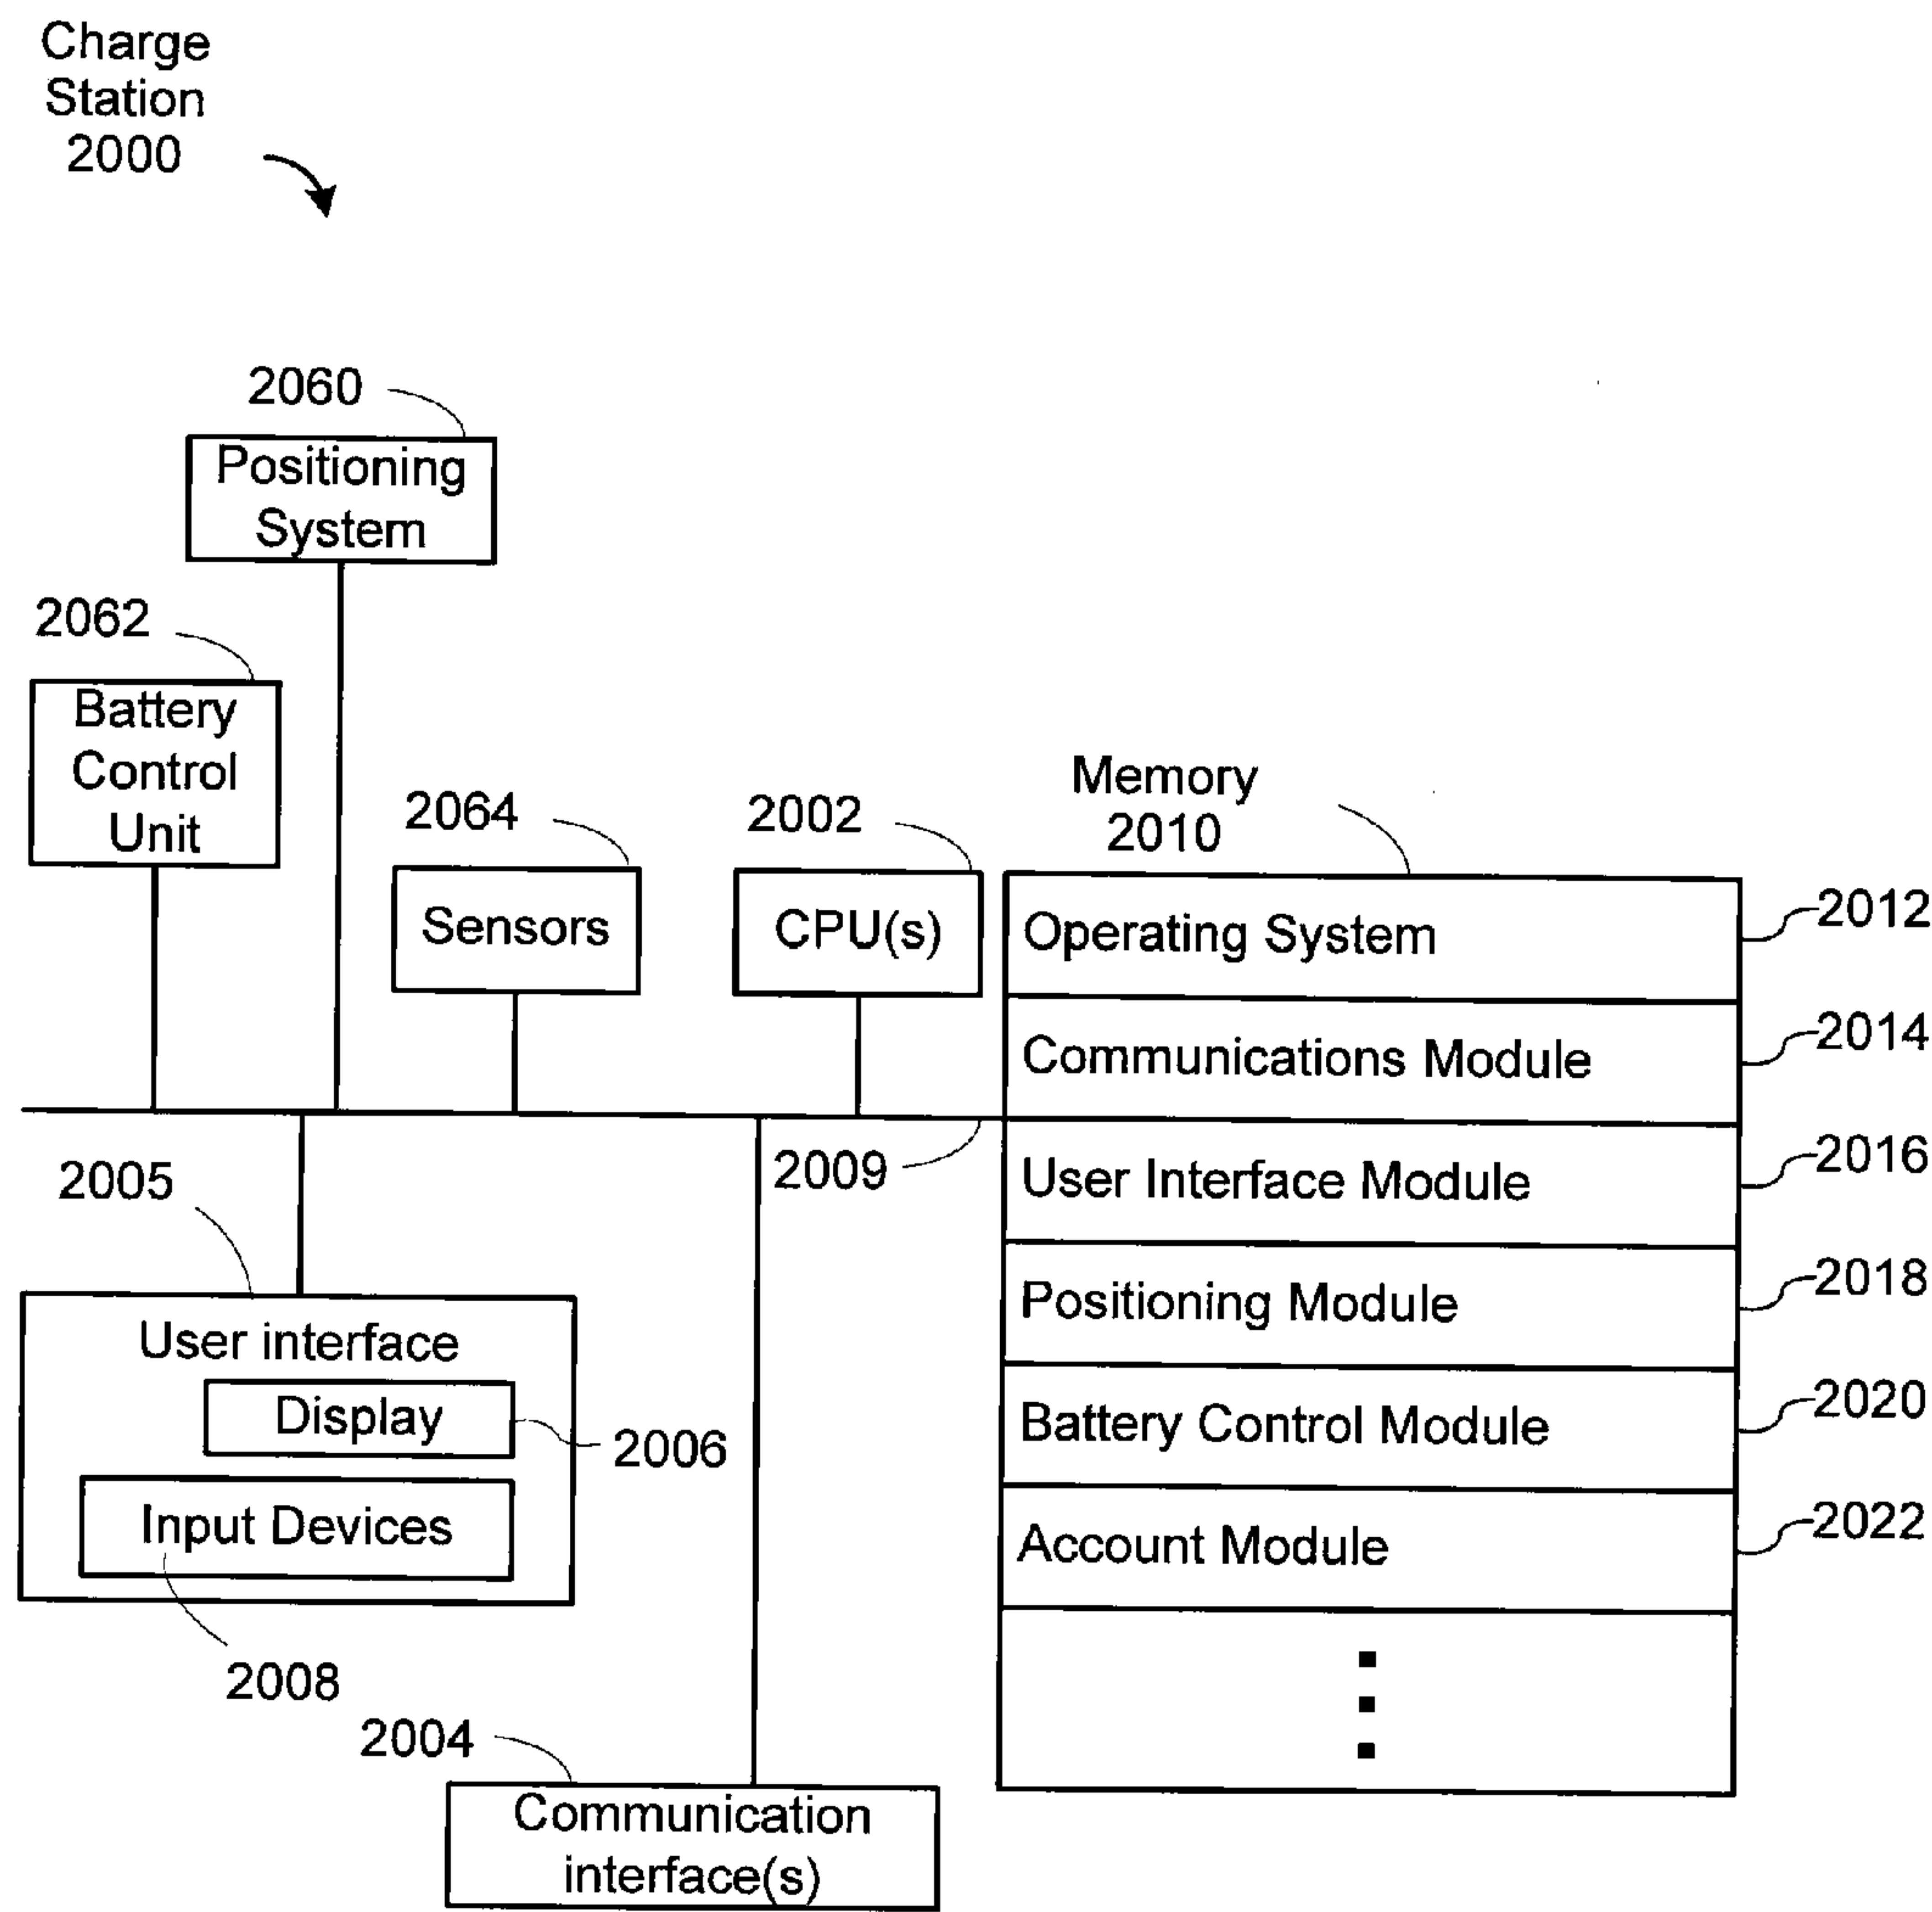 Charge
Station
2000
2060
Positioning
System
2062
Battery
Control
Unit
2064
Sensors
2002
CPU(s)
Memory
2010
Operating System
2012
Communications Module
2014
2009
User Interface Module
2016
Positioning Module
2018
Battery Control Module
2020
Account Module
2022
2005
User interface
Display
2006
Input Devices
2008
2004
Communication
interface(s)